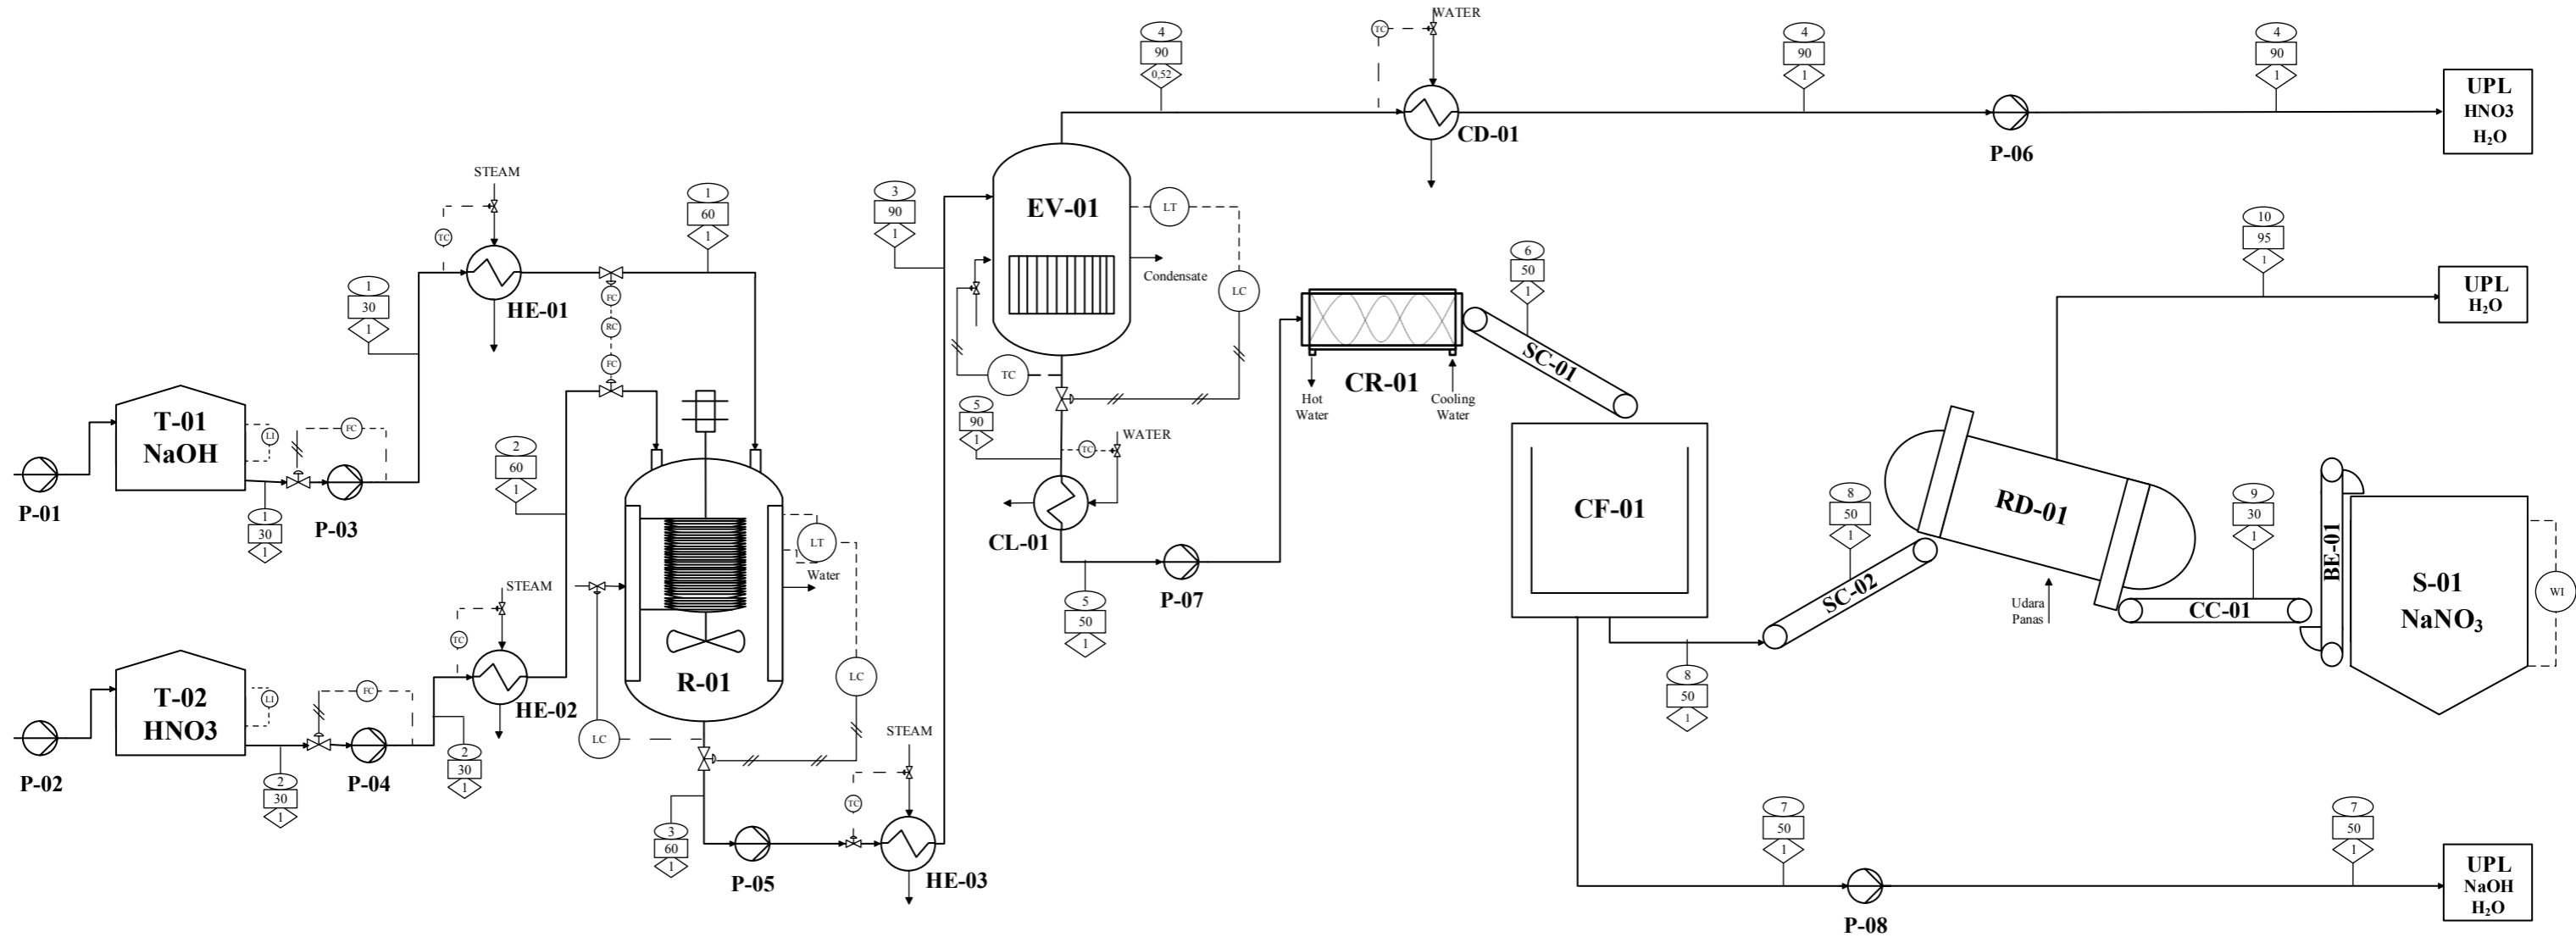 4
90
0,52
TC
WATER
CD-01
4
90
1
P-06
4
90
1
UPL
HNO3
H₂O
P-01
T-01
NaOH
LI
1
30
1
FC
P-03
1
30
1
TC
STEAM
HE-01
FC
RC
FC
1
60
1
P-02
T-02
HNO3
LI
2
30
1
FC
P-04
2
30
1
TC
STEAM
HE-02
2
60
1
R-01
LT
Water
LC
LC
3
60
1
P-05
TC
STEAM
HE-03
3
90
1
EV-01
LT
Condensate
LC
TC
5
90
1
TC
WATER
CL-01
5
50
1
P-07
CR-01
Hot
Water
Cooling
Water
6
50
1
SC-01
CF-01
8
50
1
SC-02
8
50
1
RD-01
Udara
Panas
10
95
1
UPL
H₂O
9
30
1
CC-01
BE-01
S-01
NaNO₃
WI
7
50
1
P-08
7
50
1
UPL
NaOH
H₂O